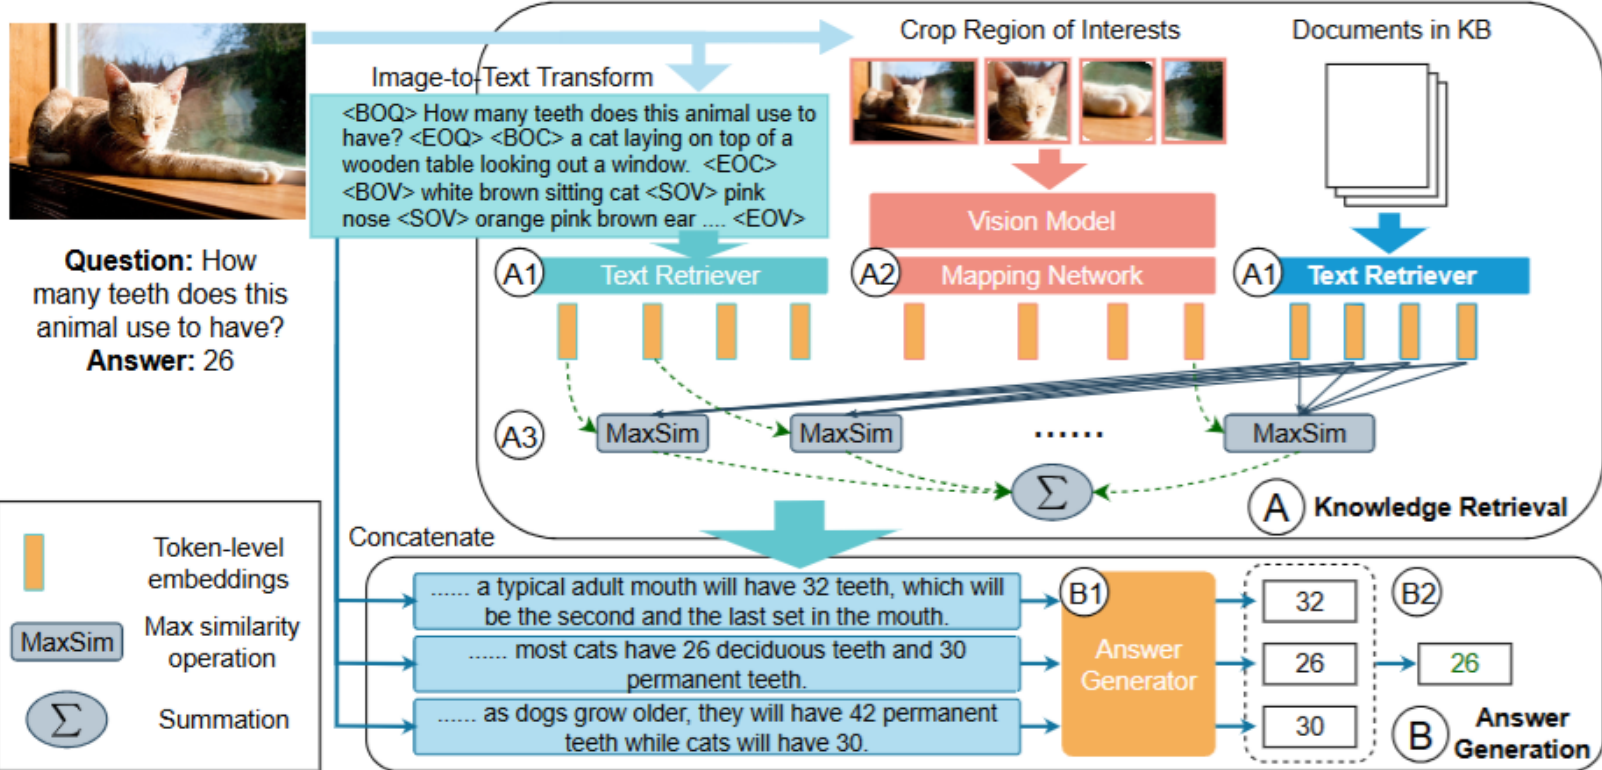 Crop Region of Interests
Documents in KB
Image-to-Text Transform
<BOQ> How many teeth does this animal use to
have? <EOQ> <BOC> a cat laying on top of a
wooden table looking out a window. <EOC>
<BOV> white brown sitting cat <SOV> pink
nose <SOV> orange pink brown ear .... <EOV>
Question: How
many teeth does this
animal use to have?
Answer: 26
Vision Model
A1
Text Retriever
A2
Mapping Network
A1
Text Retriever
A3
MaxSim
MaxSim
......
MaxSim
Σ
A
Knowledge Retrieval
Token-level
embeddings
MaxSim
Max similarity
operation
Σ
Summation
Concatenate
...... a typical adult mouth will have 32 teeth, which will
be the second and the last set in the mouth.
...... most cats have 26 deciduous teeth and 30
permanent teeth.
...... as dogs grow older, they will have 42 permanent
teeth while cats will have 30.
B1
Answer
Generator
32
26
30
B2
26
B
Answer
Generation